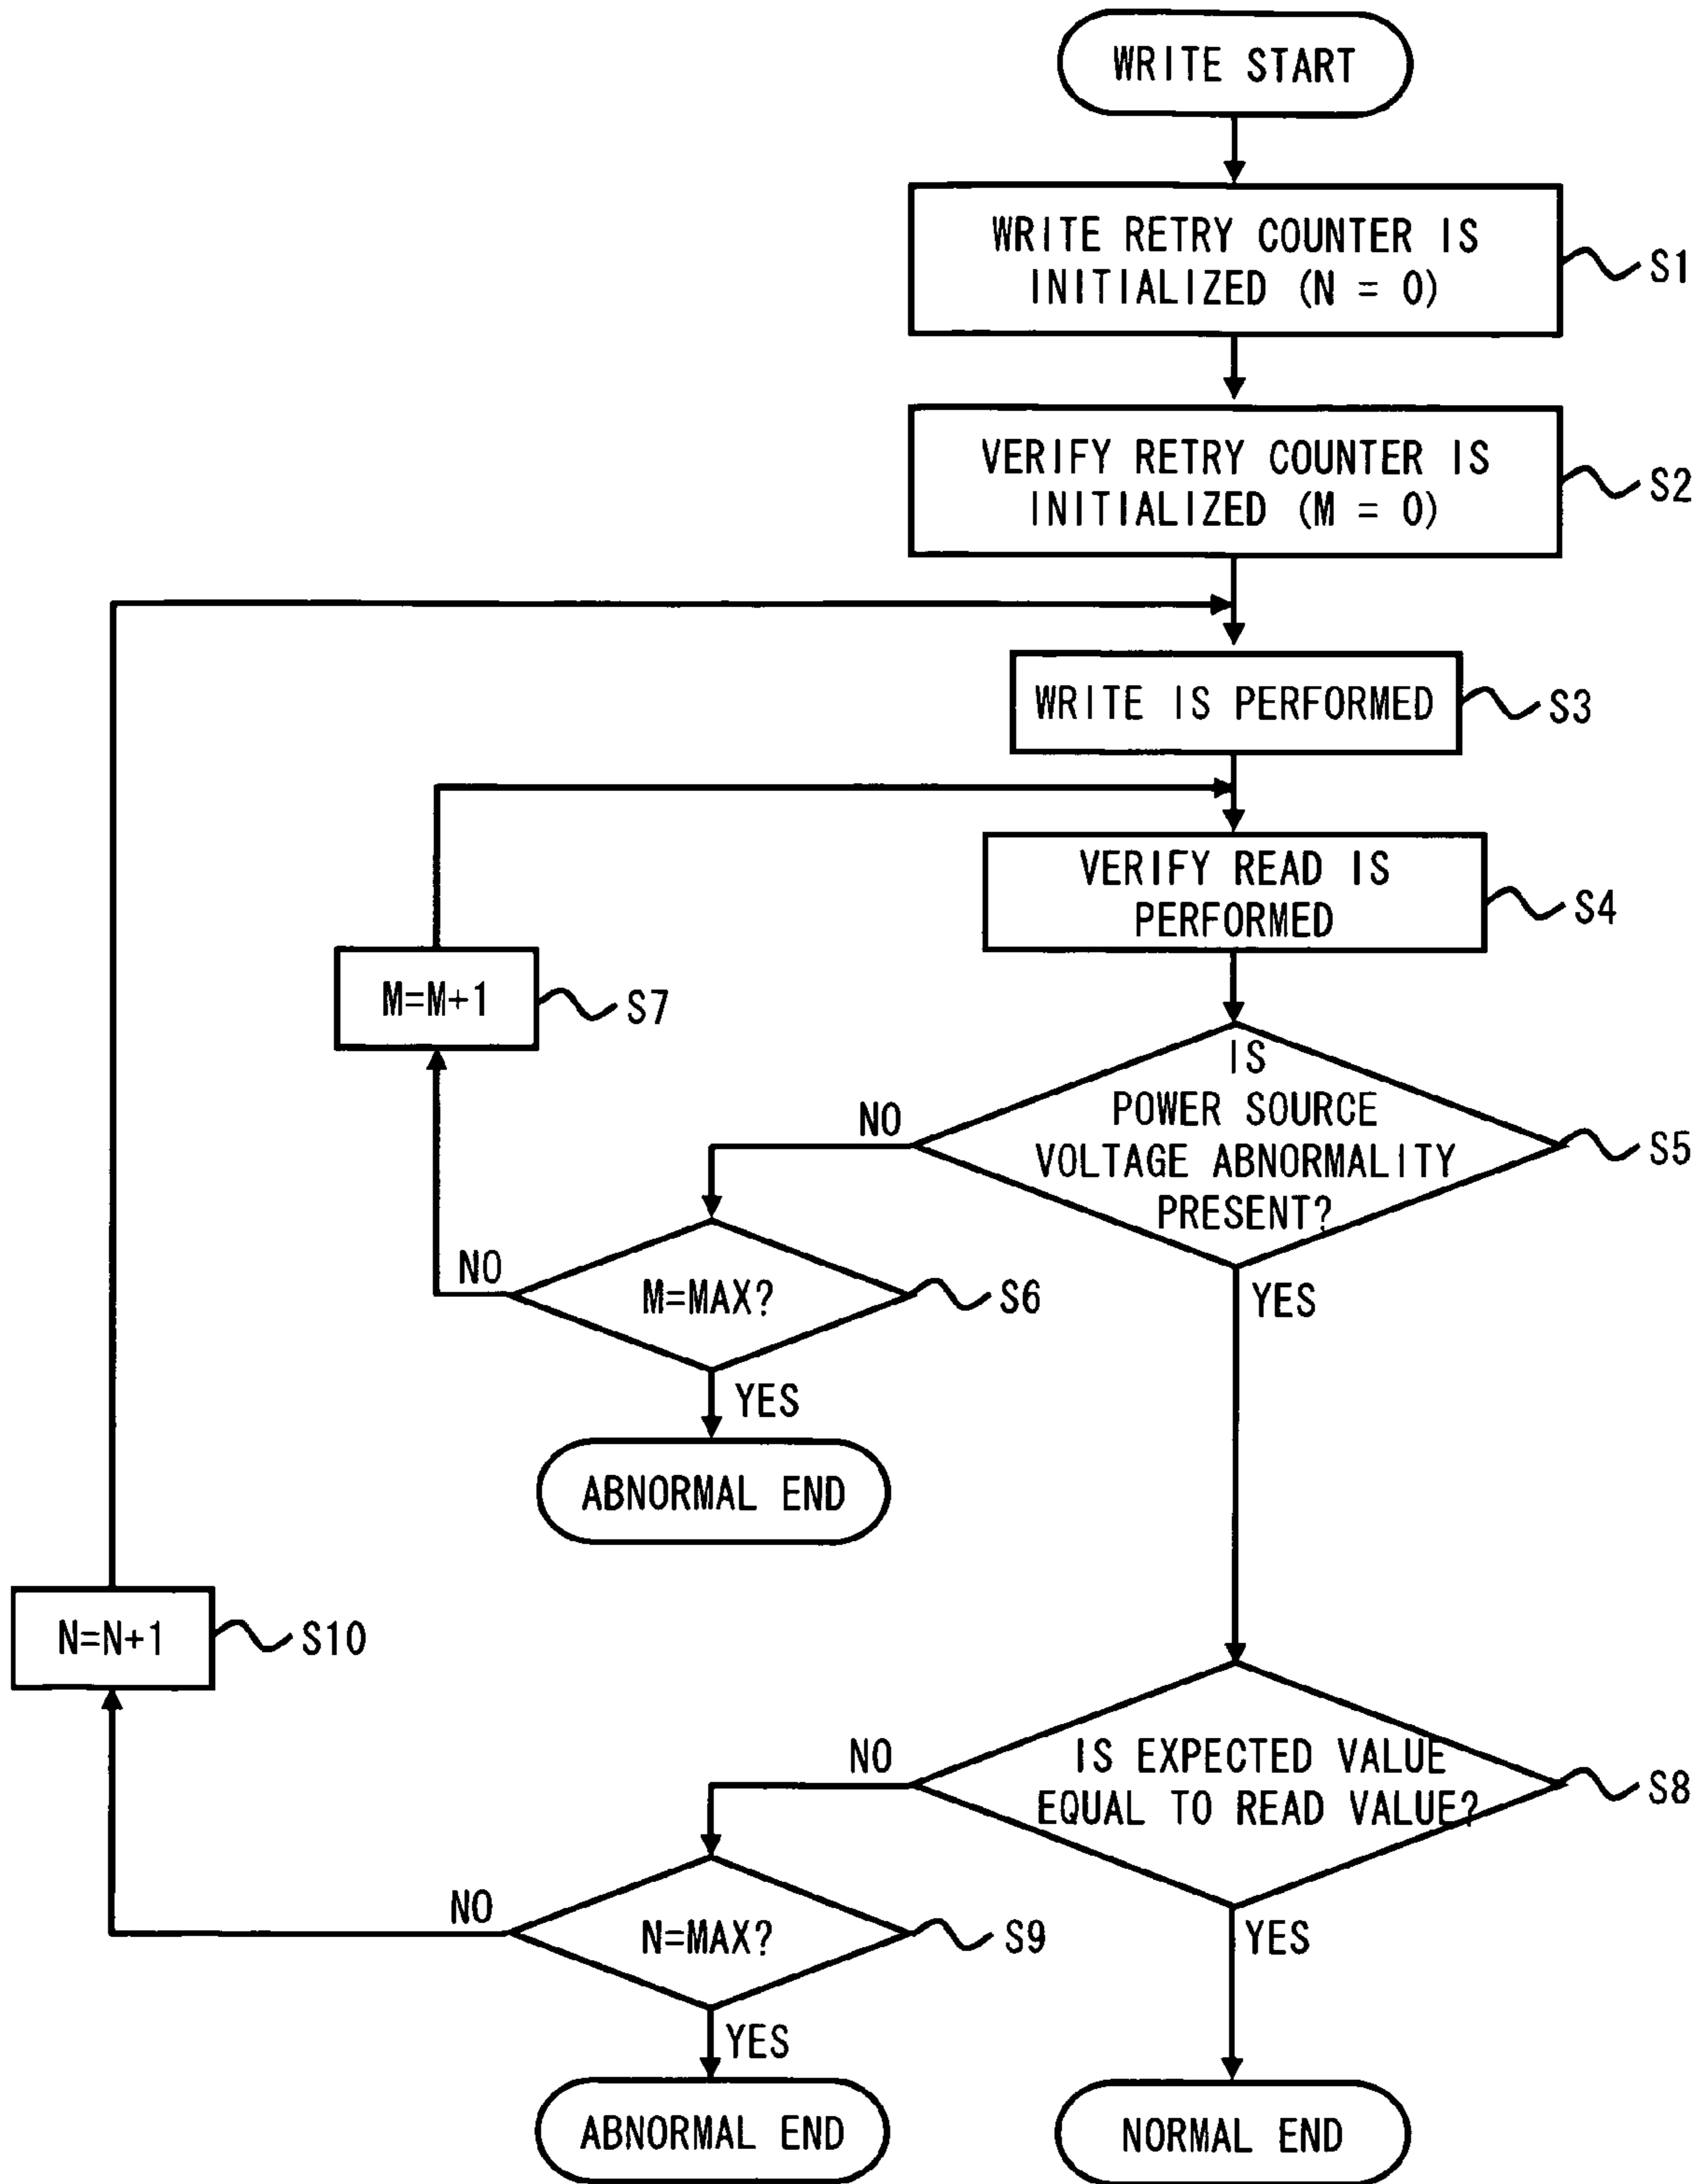 WRITE START
WRITE RETRY COUNTER IS
INITIALIZED (N = 0)
S1
VERIFY RETRY COUNTER IS
INITIALIZED (M = 0)
S2
WRITE IS PERFORMED
S3
VERIFY READ IS
PERFORMED
S4
M=M+1
S7
IS
POWER SOURCE
VOLTAGE ABNORMALITY
PRESENT?
S5
NO
YES
M=MAX?
S6
NO
YES
ABNORMAL END
N=N+1
S10
IS EXPECTED VALUE
EQUAL TO READ VALUE?
S8
NO
YES
N=MAX?
S9
NO
YES
ABNORMAL END
NORMAL END